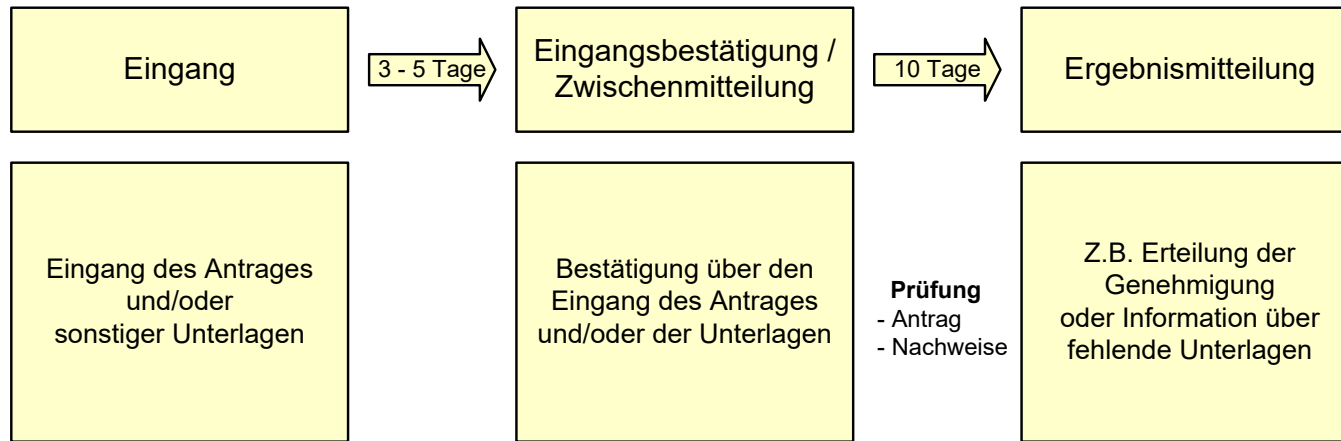 Eingang
3 - 5 Tage
Eingangsbestätigung /
Zwischenmitteilung
10 Tage
Ergebnismitteilung
Eingang des Antrages
und/oder
sonstiger Unterlagen
Bestätigung über den
Eingang des Antrages
und/oder der Unterlagen
Prüfung
- Antrag
- Nachweise
Z.B. Erteilung der
Genehmigung
oder Information über
fehlende Unterlagen